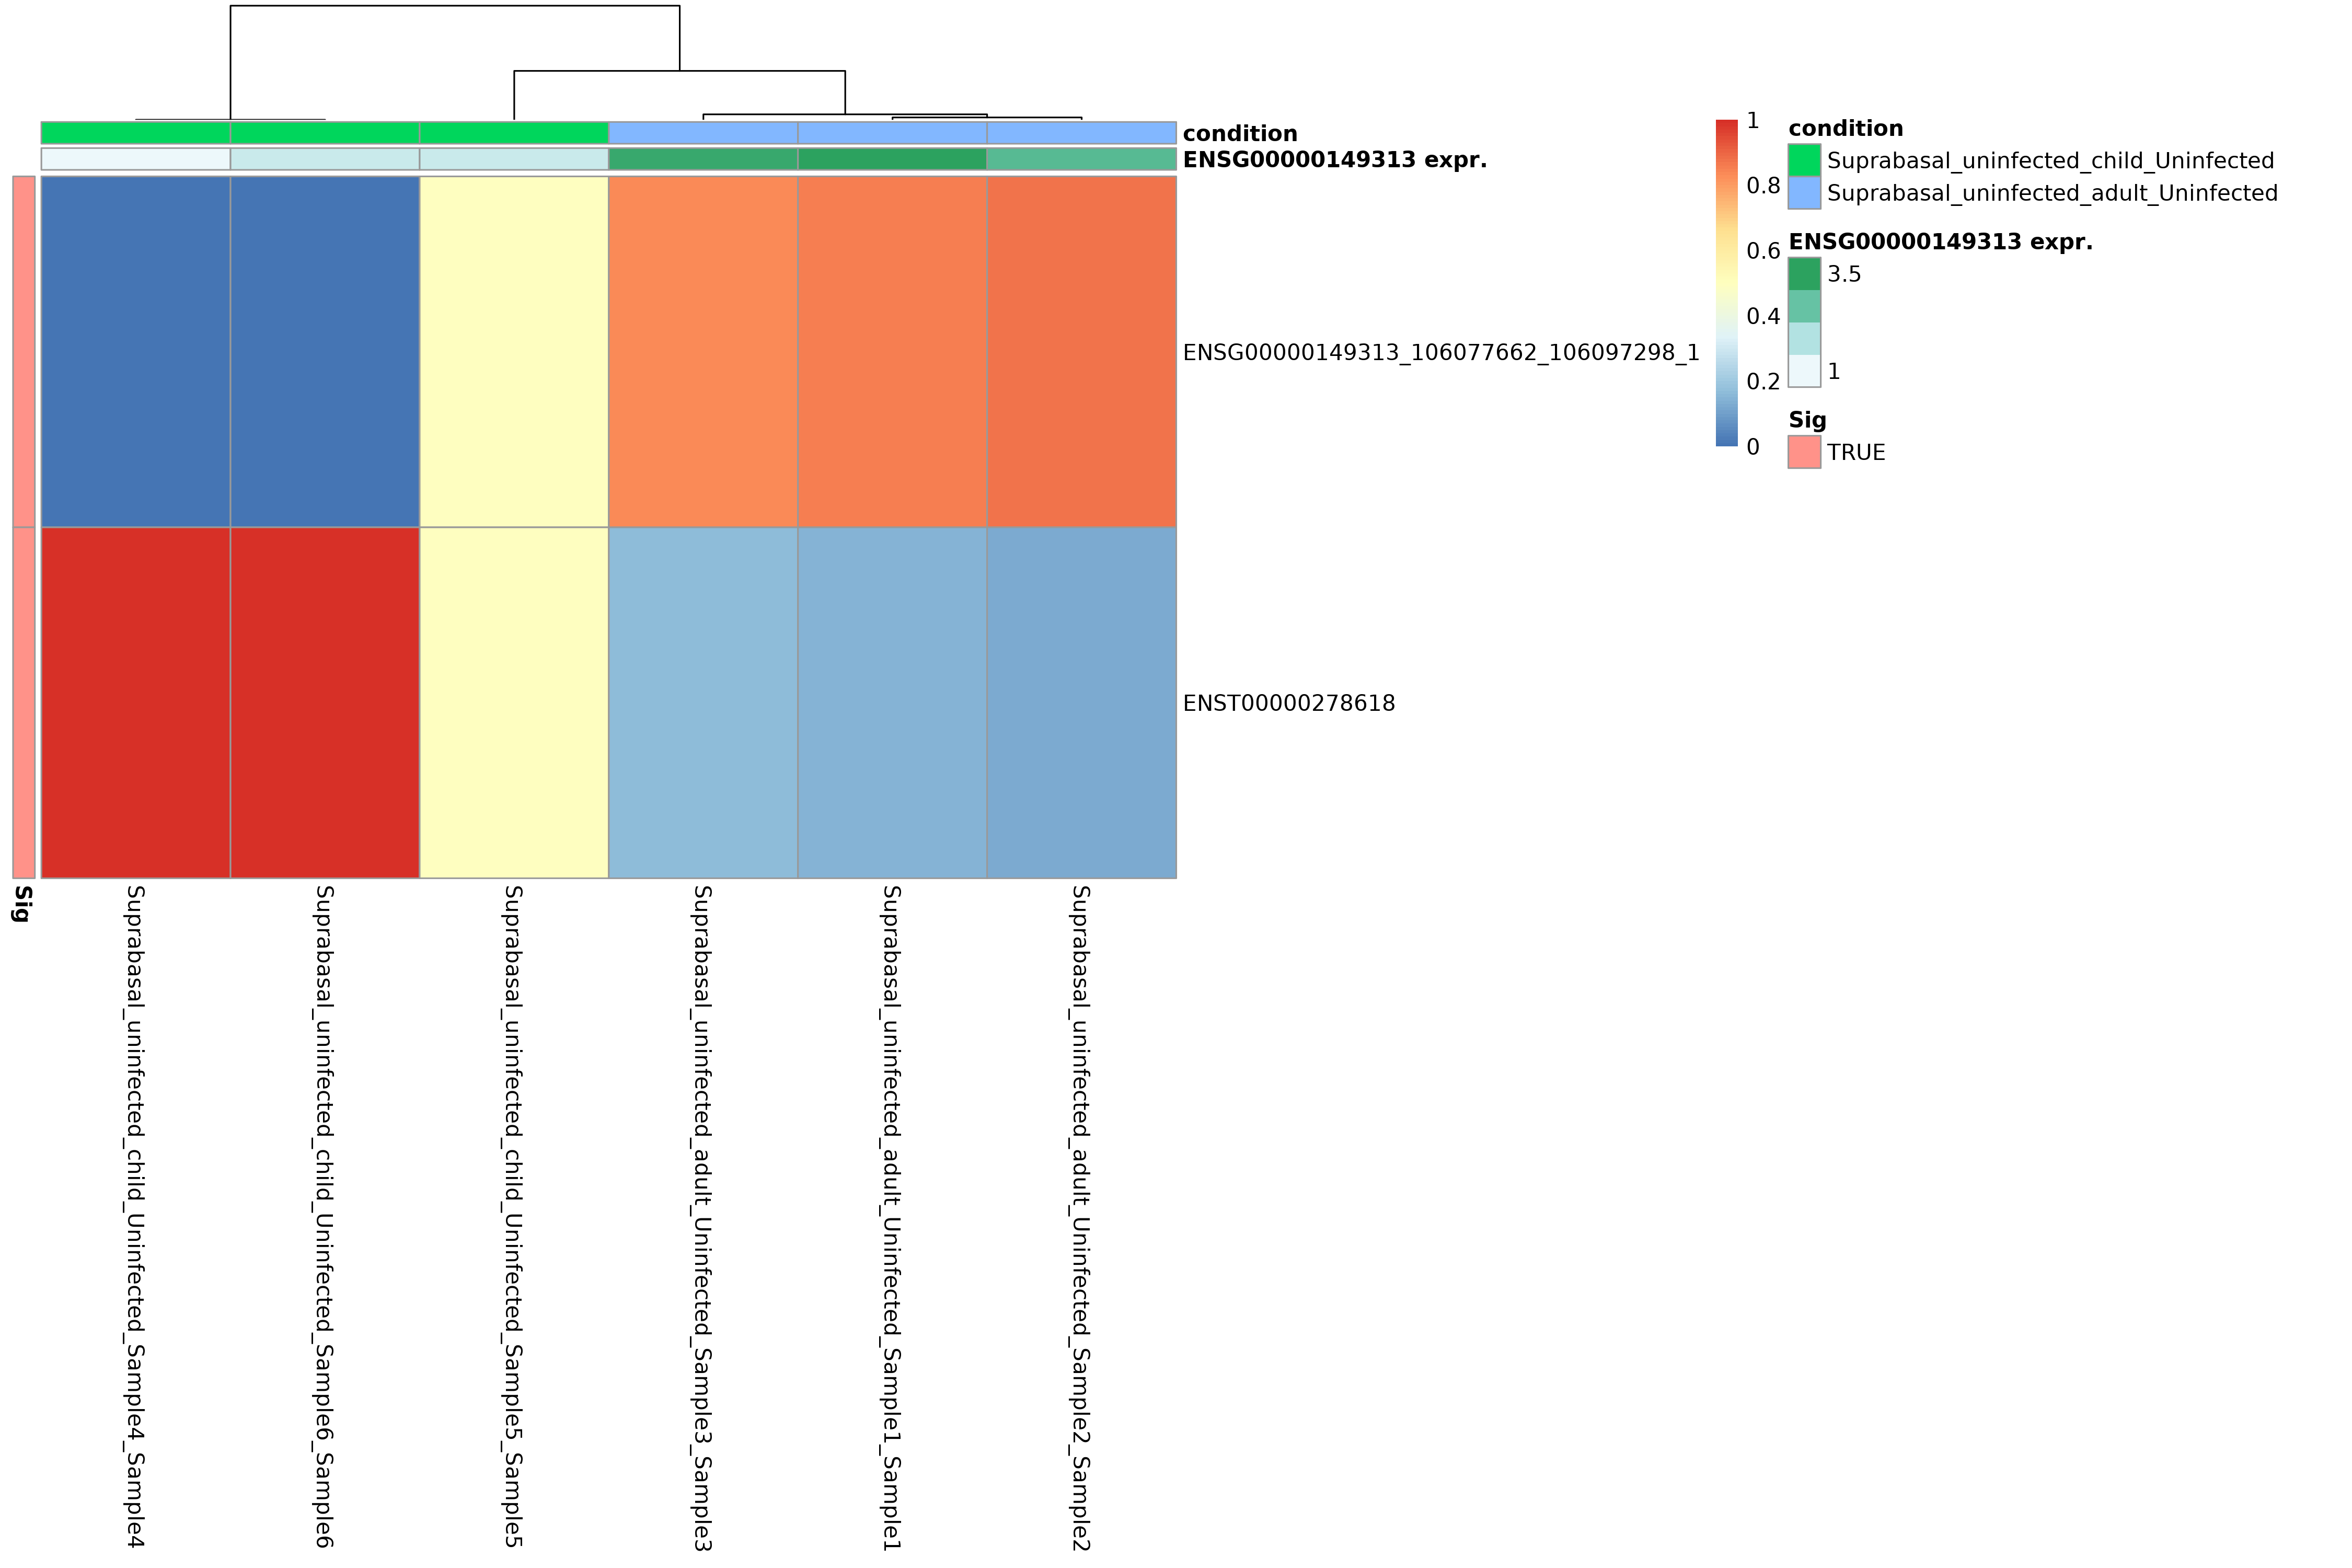 condition
ENSG00000149313 expr.
ENSG00000149313_106077662_106097298_1
ENST00000278618
Sig
Suprabasal_uninfected_child_Uninfected_Sample4_Sample4
Suprabasal_uninfected_child_Uninfected_Sample6_Sample6
Suprabasal_uninfected_child_Uninfected_Sample5_Sample5
Suprabasal_uninfected_adult_Uninfected_Sample3_Sample3
Suprabasal_uninfected_adult_Uninfected_Sample1_Sample1
Suprabasal_uninfected_adult_Uninfected_Sample2_Sample2
1
0.8
0.6
0.4
0.2
0
condition
Suprabasal_uninfected_child_Uninfected
Suprabasal_uninfected_adult_Uninfected
ENSG00000149313 expr.
3.5
1
Sig
TRUE